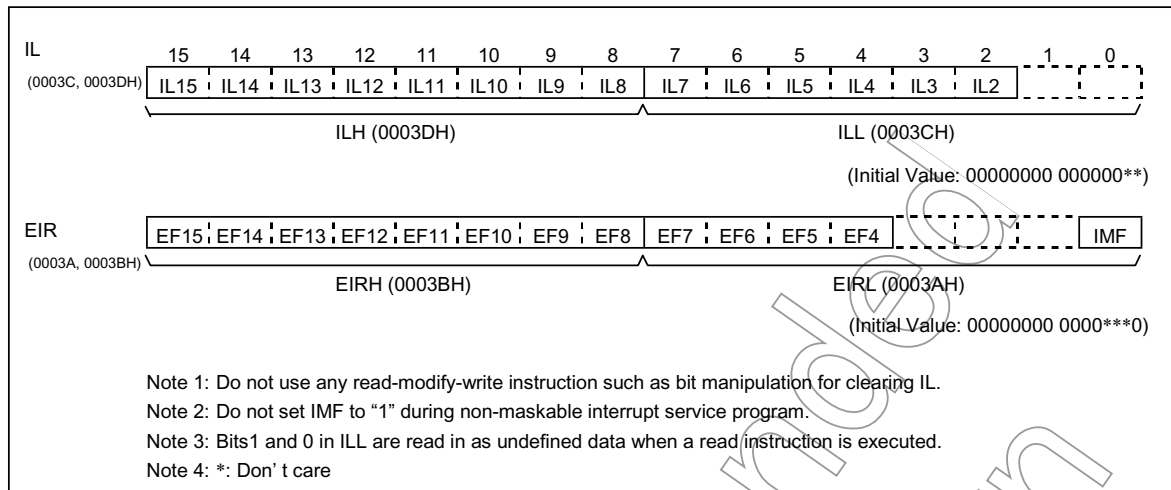 IL
15 14 13 12 11 10 9 8 7 6 5 4 3 2 1 0
(0003C, 0003DH) IL15 IL14 IL13 IL12 IL11 IL10 IL9 IL8 IL7 IL6 IL5 IL4 IL3 IL2
ILH (0003DH) ILL (0003CH)
(Initial Value: 00000000 000000**)
EIR
EF15 EF14 EF13 EF12 EF11 EF10 EF9 EF8 EF7 EF6 EF5 EF4 IMF
(0003A, 0003BH)
EIRH (0003BH) EIRL (0003AH)
(Initial Value: 00000000 0000***0)
Note 1: Do not use any read-modify-write instruction such as bit manipulation for clearing IL.
Note 2: Do not set IMF to “1” during non-maskable interrupt service program.
Note 3: Bits1 and 0 in ILL are read in as undefined data when a read instruction is executed.
Note 4: *: Don’ t care